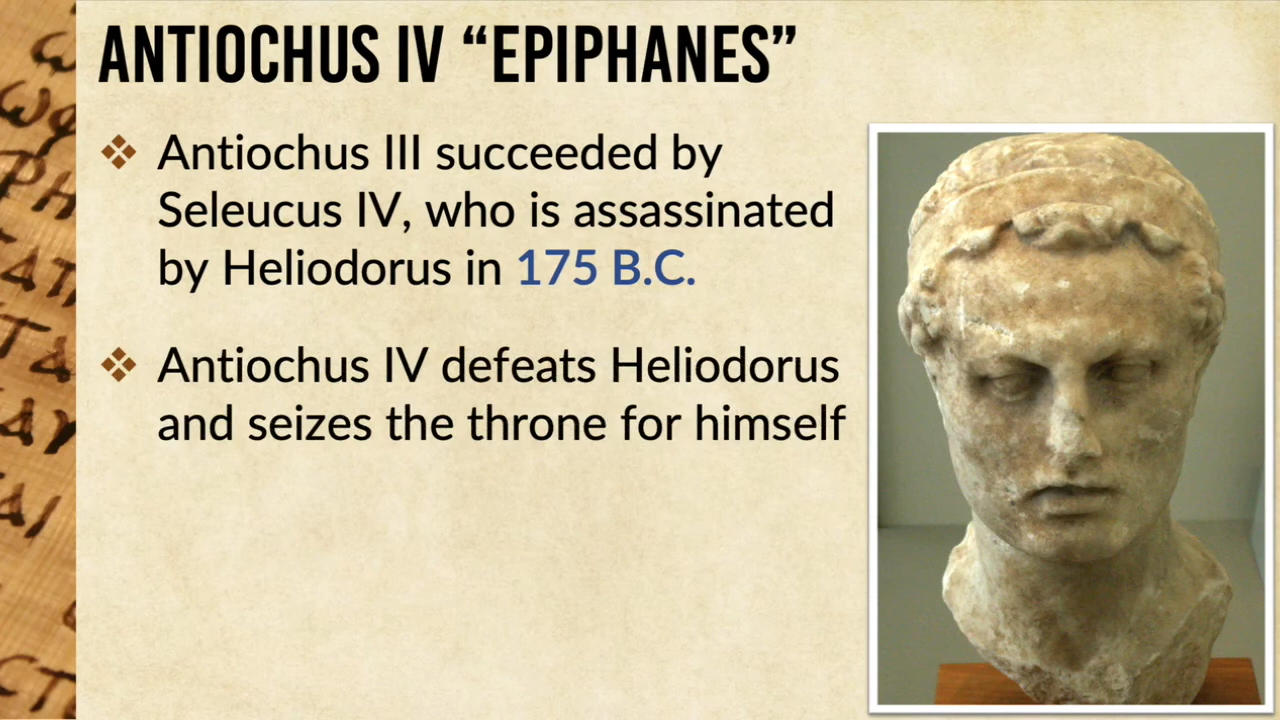 ANTIOCHUS IV “EPIPHANES”
❖ Antiochus III succeeded by
Seleucus IV, who is assassinated
by Heliodorus in 175 B.C.
❖ Antiochus IV defeats Heliodorus
and seizes the throne for himself